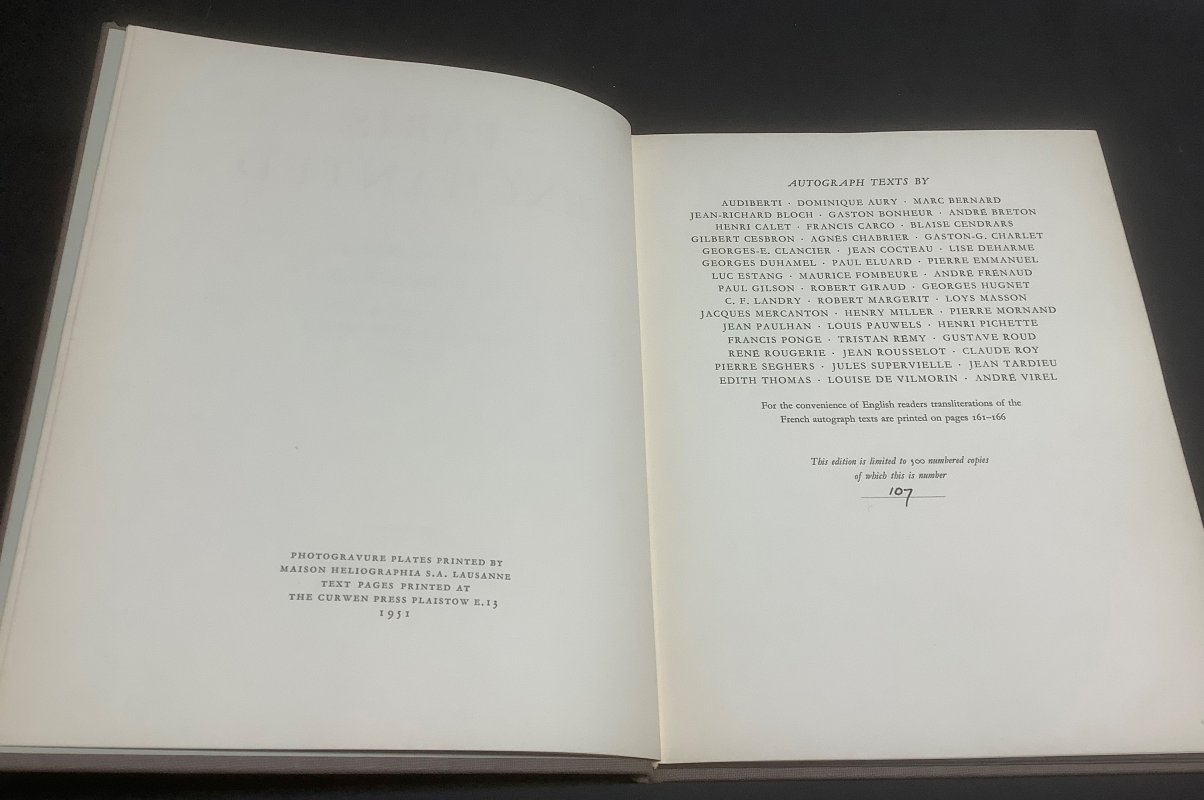 PHOTOGRAVURE PLATES PRINTED BY
MAISON HELIOGRAPHIA S.A. LAUSANNE
TEXT PAGES PRINTED AT
THE CURWEN PRESS PLAISTOW E.13
1951
AUTOGRAPH TEXTS BY
AUDIBERTI · DOMINIQUE AURY · MARC BERNARD
JEAN-RICHARD BLOCH · GASTON BONHEUR · ANDRÉ BRETON
HENRI CALET · FRANCIS CARCO · BLAISE CENDRARS
GILBERT CESBRON · AGNÈS CHABRIER · GASTON-G. CHARLET
GEORGES-E. CLANCIER · JEAN COCTEAU · LISE DEHARME
GEORGES DUHAMEL · PAUL ELUARD · PIERRE EMMANUEL
LUC ESTANG · MAURICE FOMBEURE · ANDRÉ FRÉNAUD
PAUL GILSON · ROBERT GIRAUD · GEORGES HUGNET
C. F. LANDRY · ROBERT MARGERIT · LOYS MASSON
JACQUES MERCANTON · HENRY MILLER · PIERRE MORNAND
JEAN PAULHAN · LOUIS PAUWELS · HENRI PICHETTE
FRANCIS PONGE · TRISTAN REMY · GUSTAVE ROUD
RENÉ ROUGERIE · JEAN ROUSSELOT · CLAUDE ROY
PIERRE SEGHERS · JULES SUPERVIELLE · JEAN TARDIEU
EDITH THOMAS · LOUISE DE VILMORIN · ANDRÉ VIREL
For the convenience of English readers transliterations of the
French autograph texts are printed on pages 161–166
This edition is limited to 500 numbered copies
of which this is number
107